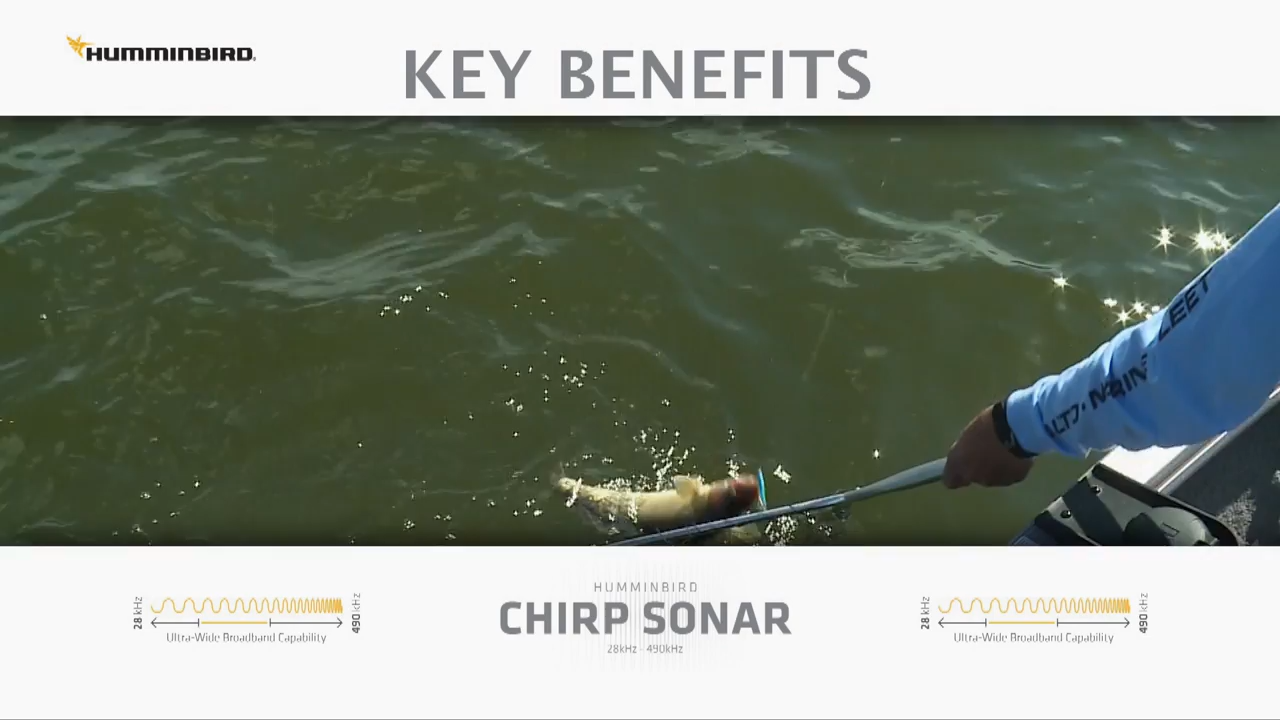 HUMMINBIRD
KEY BENEFITS
HUMMINBIRD
CHIRP SONAR
28kHz - 490kHz
28 kHz
490 kHz
Ultra-Wide Broadband Capability
28 kHz
490 kHz
Ultra-Wide Broadband Capability